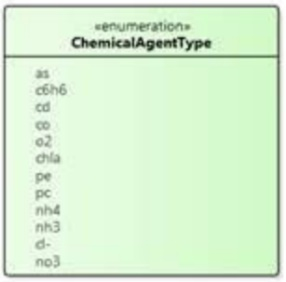 «enumeration»
ChemicalAgentType
as
c6h6
cd
co
o2
chla
pe
pc
nh4
nh3
cl-
no3